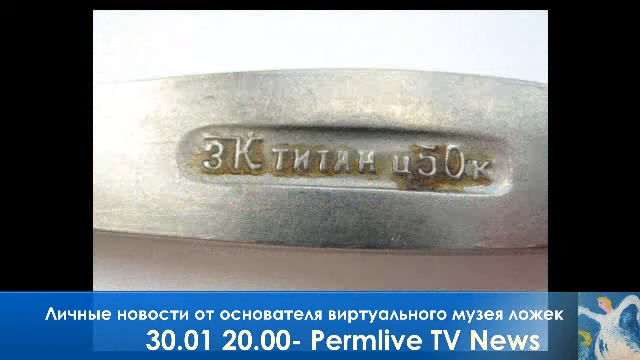 ЗК ТИТАН ц50к
Личные новости от основателя виртуального музея ложек
30.01 20.00- Permlive TV News